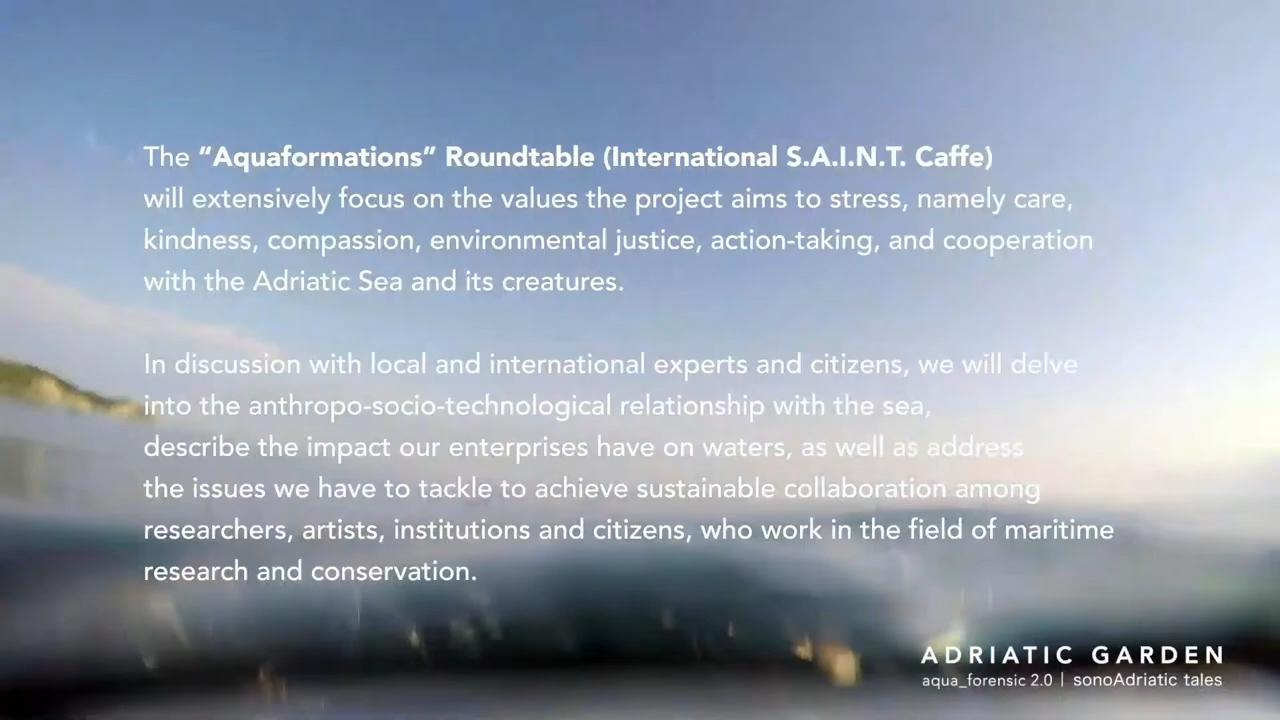 The “Aquaformations” Roundtable (International S.A.I.N.T. Caffe)
will extensively focus on the values the project aims to stress, namely care,
kindness, compassion, environmental justice, action-taking, and cooperation
with the Adriatic Sea and its creatures.
In discussion with local and international experts and citizens, we will delve
into the anthropo-socio-technological relationship with the sea,
describe the impact our enterprises have on waters, as well as address
the issues we have to tackle to achieve sustainable collaboration among
researchers, artists, institutions and citizens, who work in the field of maritime
research and conservation.
ADRIATIC GARDEN
aqua_forensic 2.0 | sonoAdriatic tales